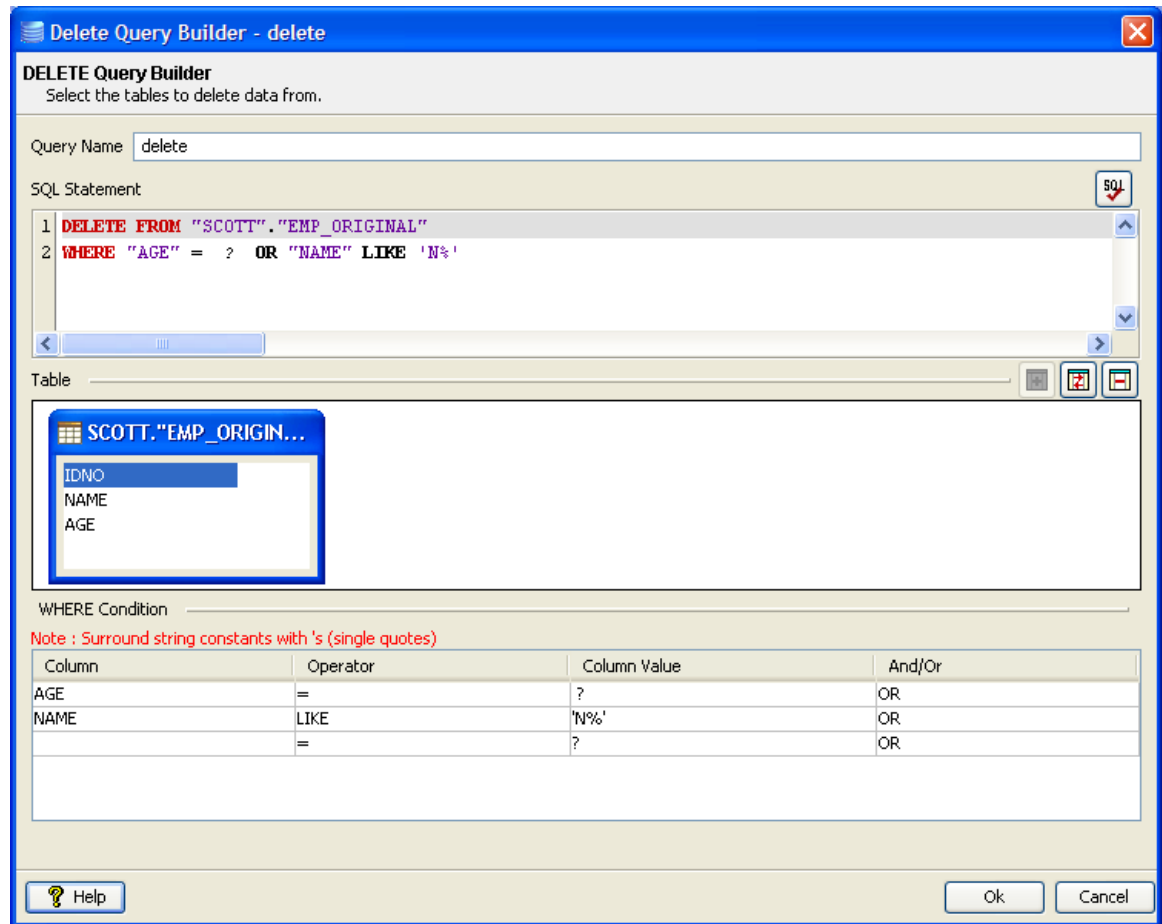 Delete Query Builder - delete
DELETE Query Builder
Select the tables to delete data from.
Query Name delete
SQL Statement
SQL
1 DELETE FROM "SCOTT"."EMP_ORIGINAL"
2 WHERE "AGE" =  ?  OR "NAME" LIKE 'N%'
Table
SCOTT."EMP_ORIGIN...
IDNO
NAME
AGE
WHERE Condition
Note : Surround string constants with 's (single quotes)
Column Operator Column Value And/Or
AGE = ? OR
NAME LIKE 'N%' OR
= ? OR
Help Ok Cancel